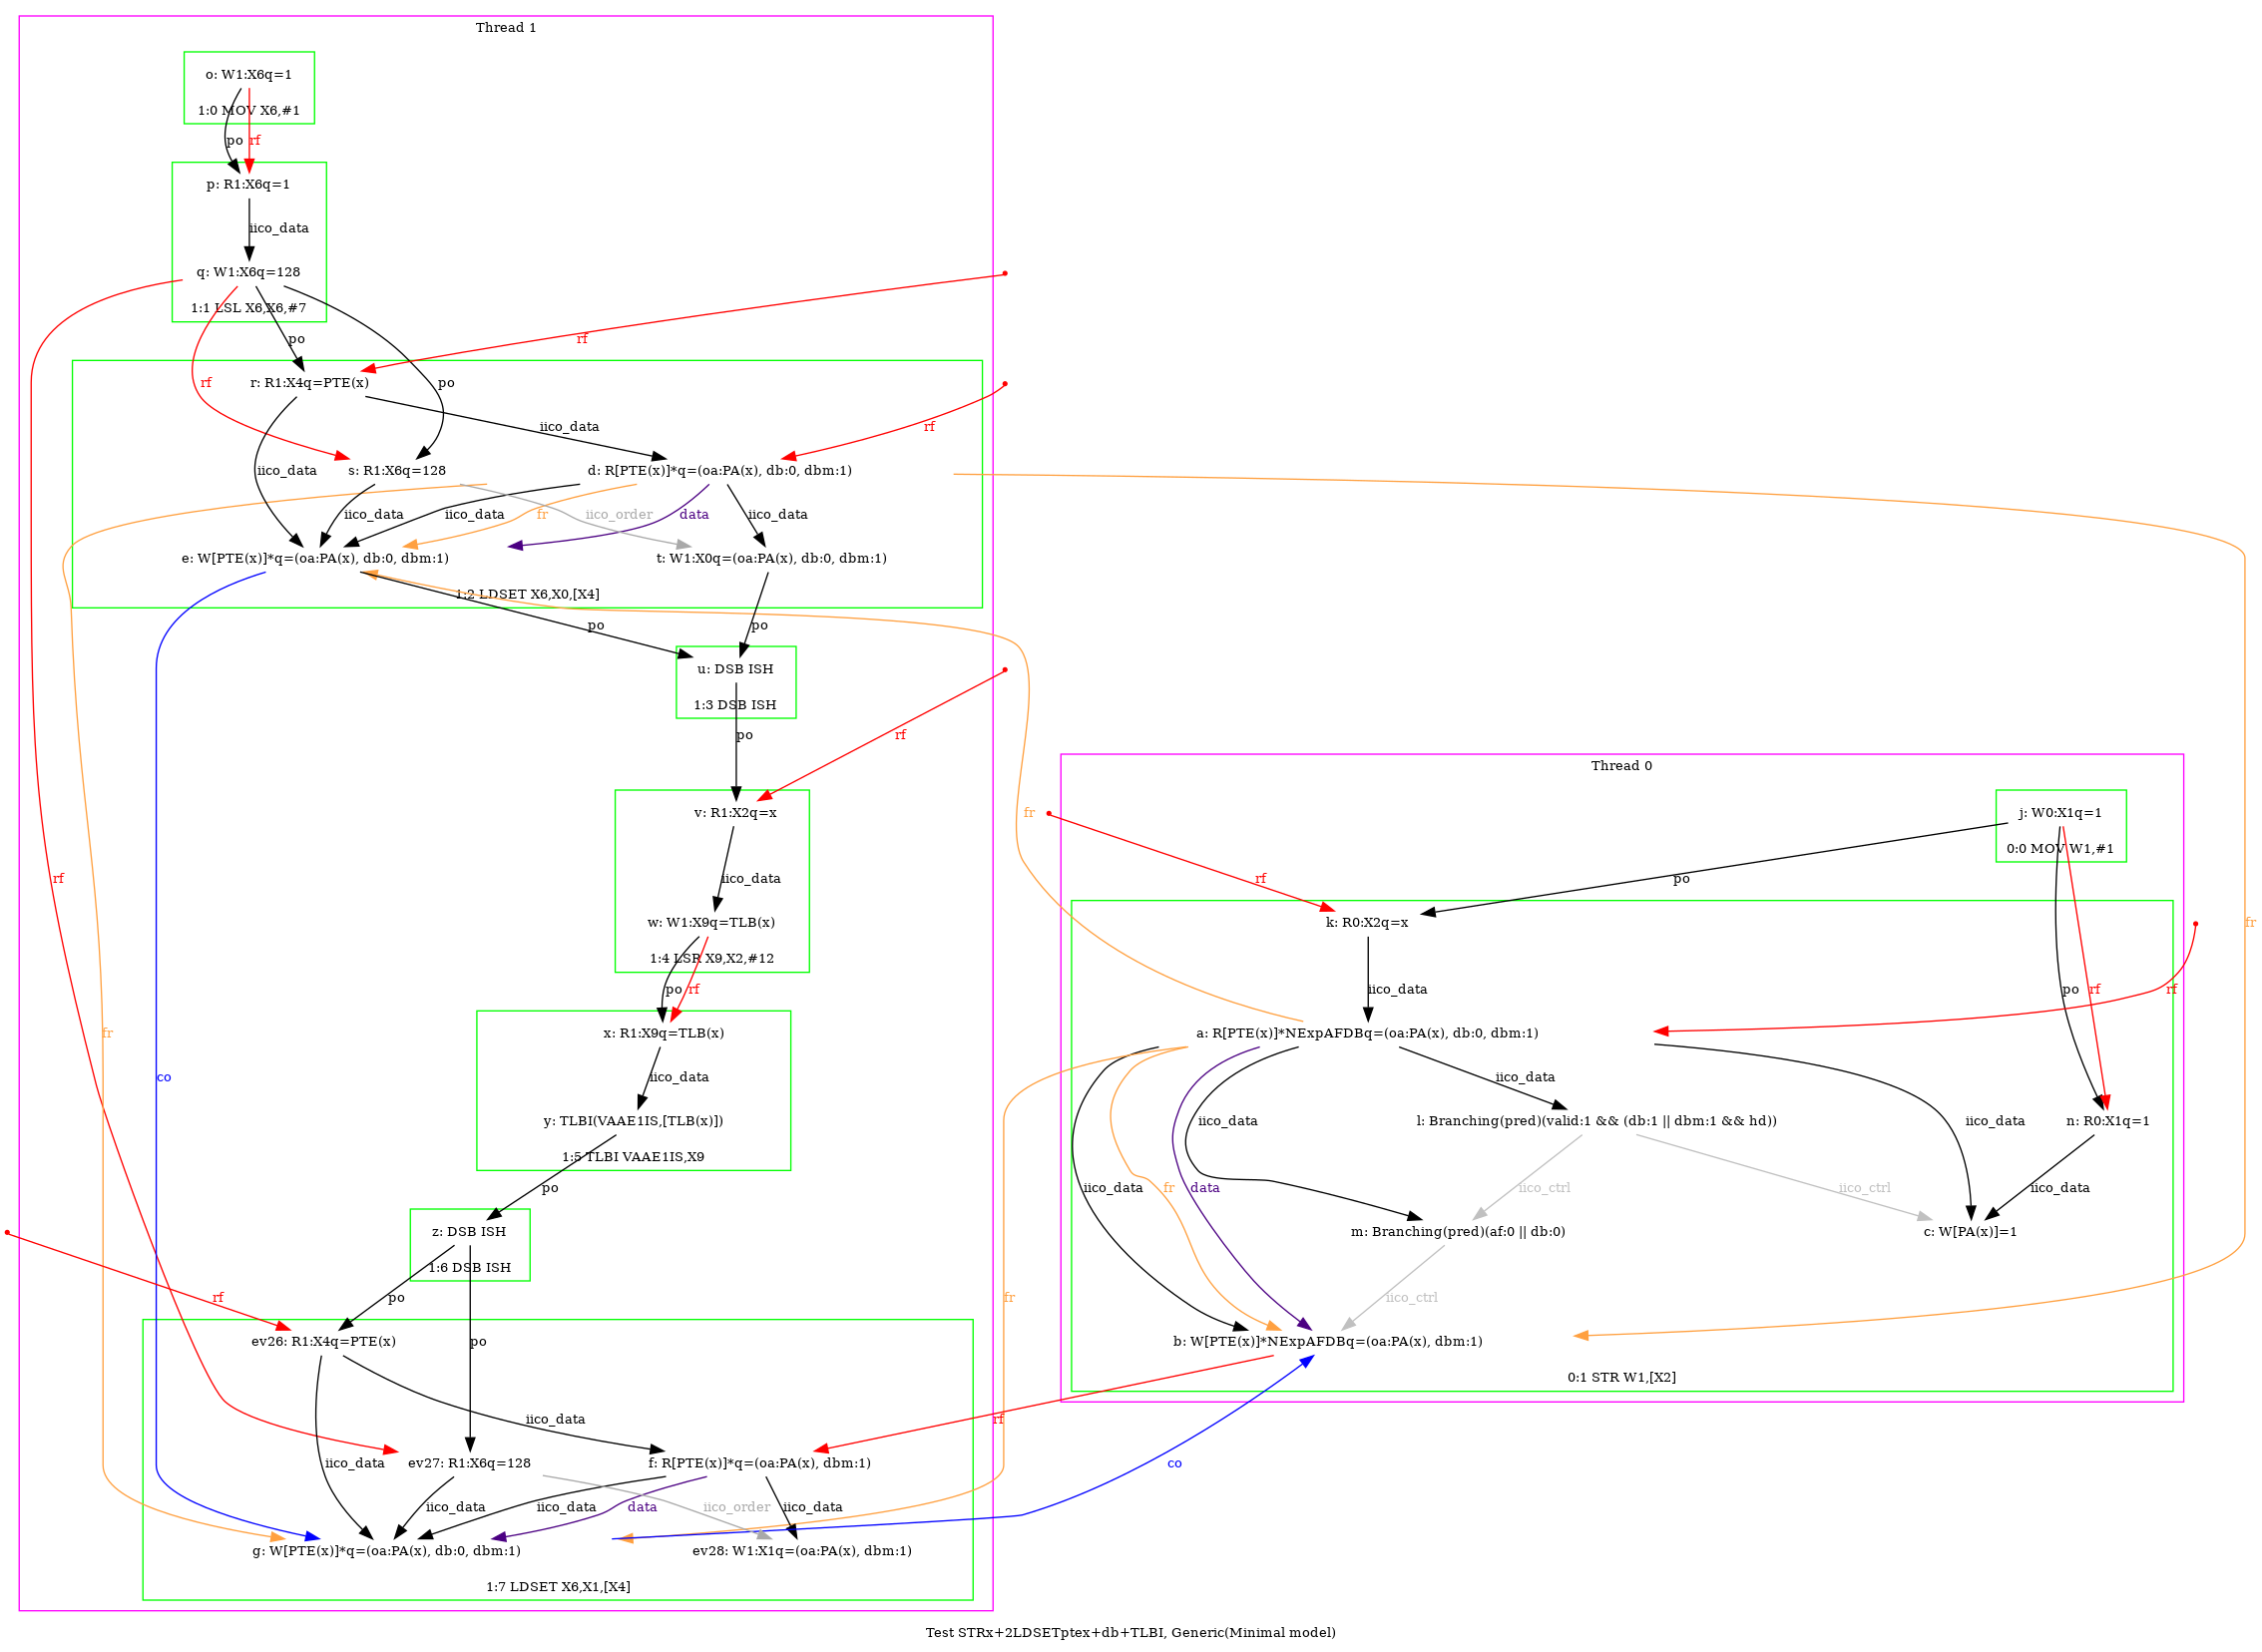 Thread 1
o: W1:X6q=1
1:0 MOV X6,#1
po
rf
p: R1:X6q=1
iico_data
q: W1:X6q=128
1:1 LSL X6,X6,#7
po
rf
rf
po
r: R1:X4q=PTE(x)
iico_data
rf
iico_data
s: R1:X6q=128
d: R[PTE(x)]*q=(oa:PA(x), db:0, dbm:1)
iico_data
iico_data
fr
iico_order
data
iico_data
e: W[PTE(x)]*q=(oa:PA(x), db:0, dbm:1)
t: W1:X0q=(oa:PA(x), db:0, dbm:1)
1:2 LDSET X6,X0,[X4]
po
po
u: DSB ISH
1:3 DSB ISH
po
rf
v: R1:X2q=x
iico_data
w: W1:X9q=TLB(x)
1:4 LSR X9,X2,#12
po
rf
x: R1:X9q=TLB(x)
iico_data
y: TLBI(VAAE1IS,[TLB(x)])
1:5 TLBI VAAE1IS,X9
po
z: DSB ISH
1:6 DSB ISH
rf
fr
co
rf
po
po
ev26: R1:X4q=PTE(x)
iico_data
iico_data
ev27: R1:X6q=128
f: R[PTE(x)]*q=(oa:PA(x), dbm:1)
iico_data
iico_data
data
iico_order
iico_data
g: W[PTE(x)]*q=(oa:PA(x), db:0, dbm:1)
ev28: W1:X1q=(oa:PA(x), dbm:1)
1:7 LDSET X6,X1,[X4]
Thread 0
fr
j: W0:X1q=1
0:0 MOV W1,#1
rf
po
fr
k: R0:X2q=x
iico_data
po
rf
rf
a: R[PTE(x)]*NExpAFDBq=(oa:PA(x), db:0, dbm:1)
iico_data
iico_data
l: Branching(pred)(valid:1 && (db:1 || dbm:1 && hd))
iico_data
n: R0:X1q=1
iico_data
fr
data
iico_ctrl
iico_ctrl
iico_data
m: Branching(pred)(af:0 || db:0)
c: W[PA(x)]=1
fr
iico_ctrl
b: W[PTE(x)]*NExpAFDBq=(oa:PA(x), dbm:1)
0:1 STR W1,[X2]
rf
co
Test STRx+2LDSETptex+db+TLBI, Generic(Minimal model)